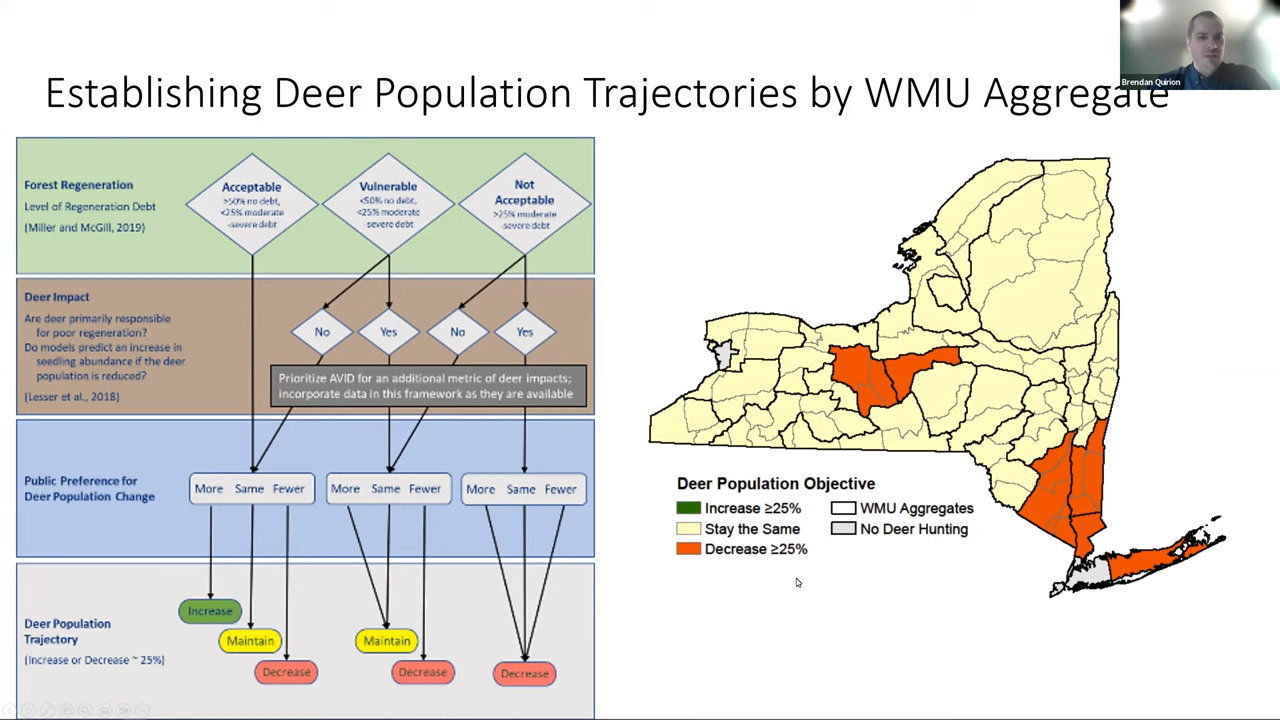 Brendan Quirion
Establishing Deer Population Trajectories by WMU Aggregate
Forest Regeneration
Level of Regeneration Debt
(Miller and McGill, 2019)
Acceptable
>50% no debt,
<25% moderate
-severe debt
Vulnerable
<50% no debt,
<25% moderate
-severe debt
Not
Acceptable
>25% moderate
-severe debt
Deer Impact
Are deer primarily responsible
for poor regeneration?
Do models predict an increase in
seedling abundance if the deer
population is reduced?
(Lesser et al., 2018)
No
Yes
No
Yes
Prioritize AVID for an additional metric of deer impacts;
incorporate data in this framework as they are available
Public Preference for
Deer Population Change
More Same Fewer
More Same Fewer
More Same Fewer
Deer Population
Trajectory
(Increase or Decrease ~ 25%)
Increase
Maintain
Decrease
Maintain
Decrease
Decrease
Deer Population Objective
Increase ≥25%
Stay the Same
Decrease ≥25%
WMU Aggregates
No Deer Hunting